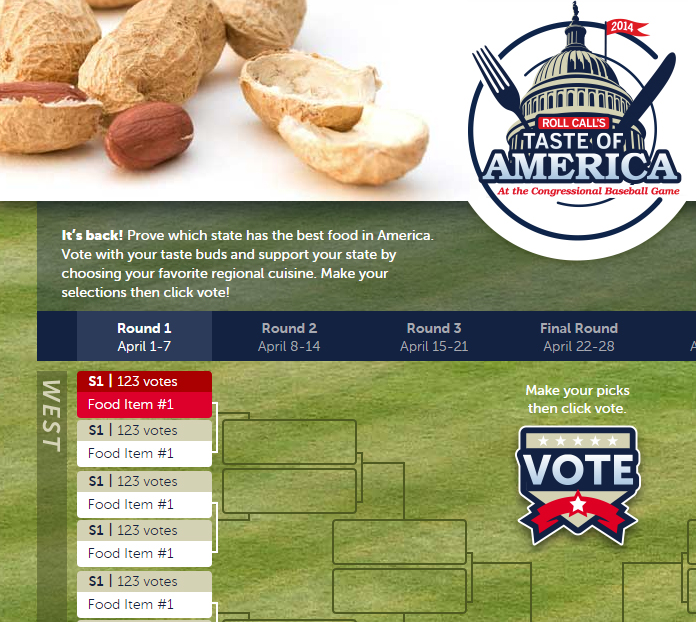 2014
ROLL CALL'S
TASTE OF
AMERICA
At the Congressional Baseball Game
It's back! Prove which state has the best food in America.
Vote with your taste buds and support your state by
choosing your favorite regional cuisine. Make your
selections then click vote!
Round 1
April 1-7
Round 2
April 8-14
Round 3
April 15-21
Final Round
April 22-28
A
WEST
S1 | 123 votes
Food Item #1
S1 | 123 votes
Food Item #1
S1 | 123 votes
Food Item #1
S1 | 123 votes
Food Item #1
S1 | 123 votes
Food Item #1
Make your picks
then click vote.
VOTE